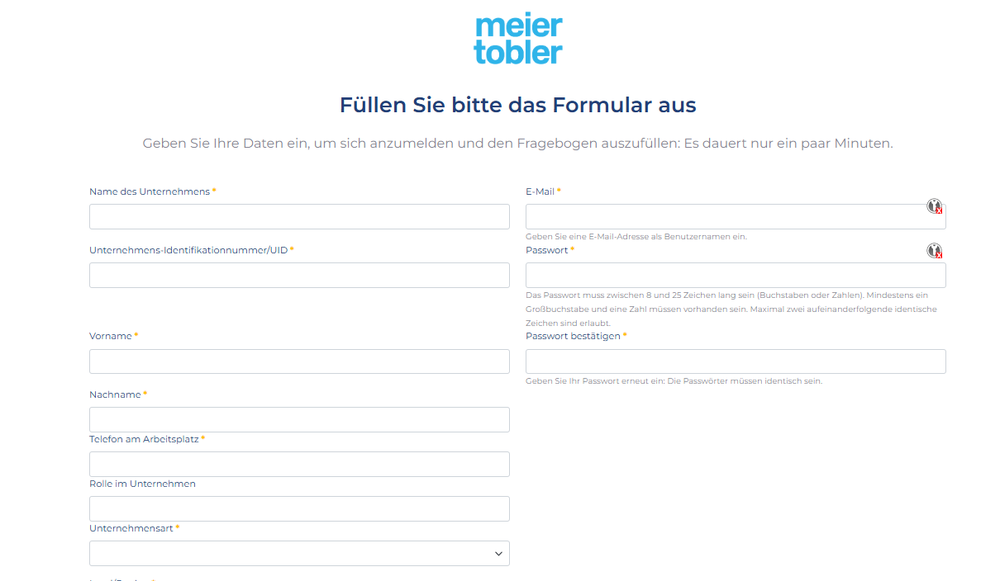 meier
tobler
Füllen Sie bitte das Formular aus
Geben Sie Ihre Daten ein, um sich anzumelden und den Fragebogen auszufüllen: Es dauert nur ein paar Minuten.
Name des Unternehmens *
E-Mail *
Geben Sie eine E-Mail-Adresse als Benutzernamen ein.
Unternehmens-Identifikationnummer/UID *
Passwort *
Das Passwort muss zwischen 8 und 25 Zeichen lang sein (Buchstaben oder Zahlen). Mindestens ein
Großbuchstabe und eine Zahl müssen vorhanden sein. Maximal zwei aufeinanderfolgende identische
Zeichen sind erlaubt.
Vorname *
Passwort bestätigen *
Geben Sie Ihr Passwort erneut ein: Die Passwörter müssen identisch sein.
Nachname *
Telefon am Arbeitsplatz *
Rolle im Unternehmen
Unternehmensart *